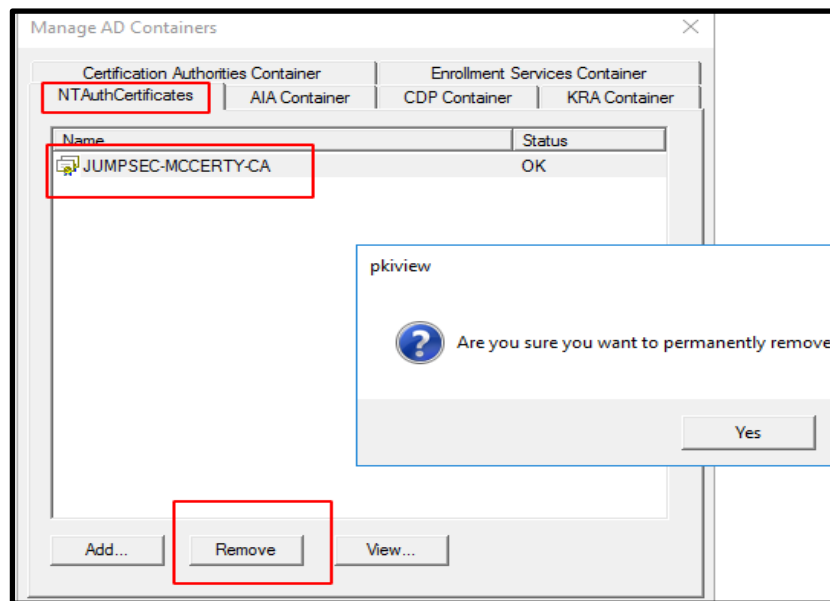 Manage AD Containers
Certification Authorities Container
Enrollment Services Container
NTAuthCertificates
AIA Container
CDP Container
KRA Container
Name
Status
JUMPSEC-MCCERTY-CA
OK
pkiview
Are you sure you want to permanently remove
Yes
Add...
Remove
View...